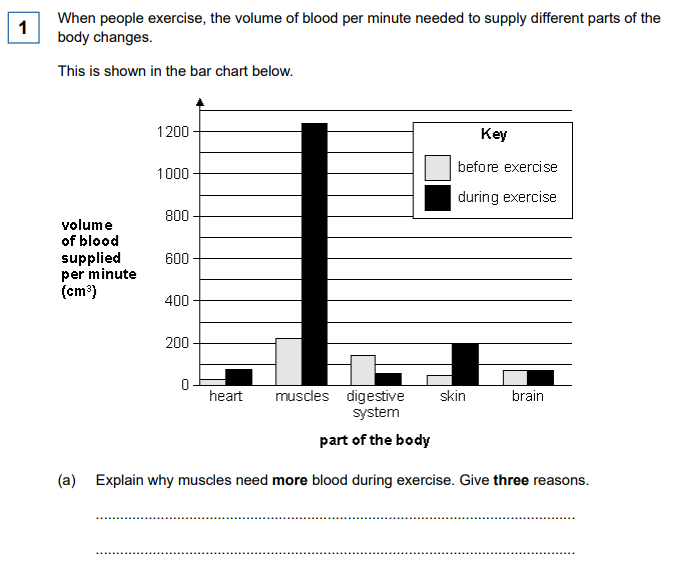 1
When people exercise, the volume of blood per minute needed to supply different parts of the
body changes.
This is shown in the bar chart below.
1200
1000
800
600
400
200
0
volume
of blood
supplied
per minute
(cm³)
Key
before exercise
during exercise
heart muscles digestive skin brain
system
part of the body
(a) Explain why muscles need more blood during exercise. Give three reasons.